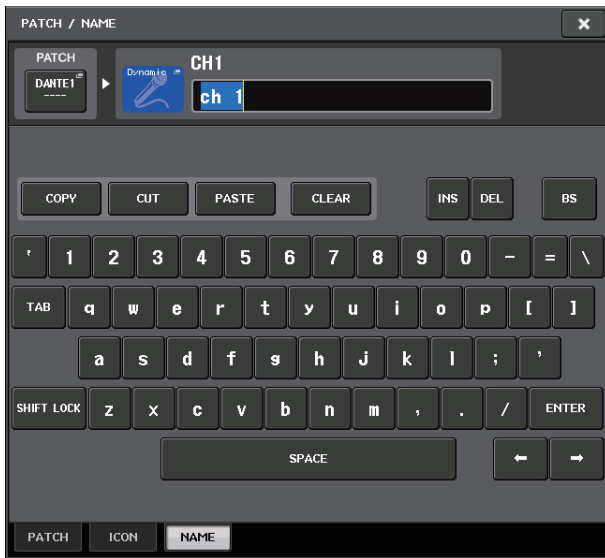 PATCH / NAME
PATCH
CH1
DANTE1
----
Dynamic
ch 1
COPY CUT PASTE CLEAR INS DEL BS
' 1 2 3 4 5 6 7 8 9 0 - = \
TAB q w e r t y u i o p [ ]
a s d f g h j k l ; '
SHIFT LOCK z x c v b n m , . / ENTER
SPACE ← →
PATCH ICON NAME